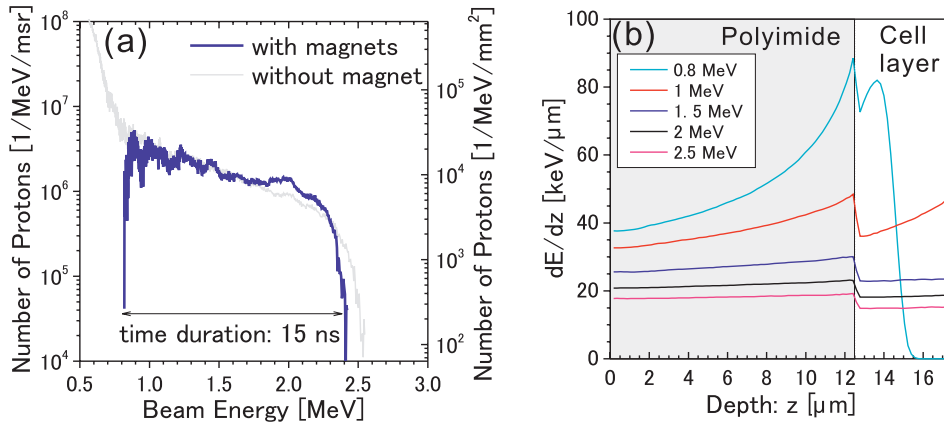 (a)
with magnets
without magnet
Number of Protons [1/MeV/msr]
10⁸
10⁷
10⁶
10⁵
10⁴
time duration: 15 ns
0.5 1.0 1.5 2.0 2.5 3.0
Beam Energy [MeV]
10⁵
10⁴
10³
10²
Number of Protons [1/MeV/mm²]
(b)
Polyimide
Cell
layer
0.8 MeV
1 MeV
1. 5 MeV
2 MeV
2.5 MeV
dE/dz [keV/μm]
100
80
60
40
20
0
0 2 4 6 8 10 12 14 16
Depth: z [μm]